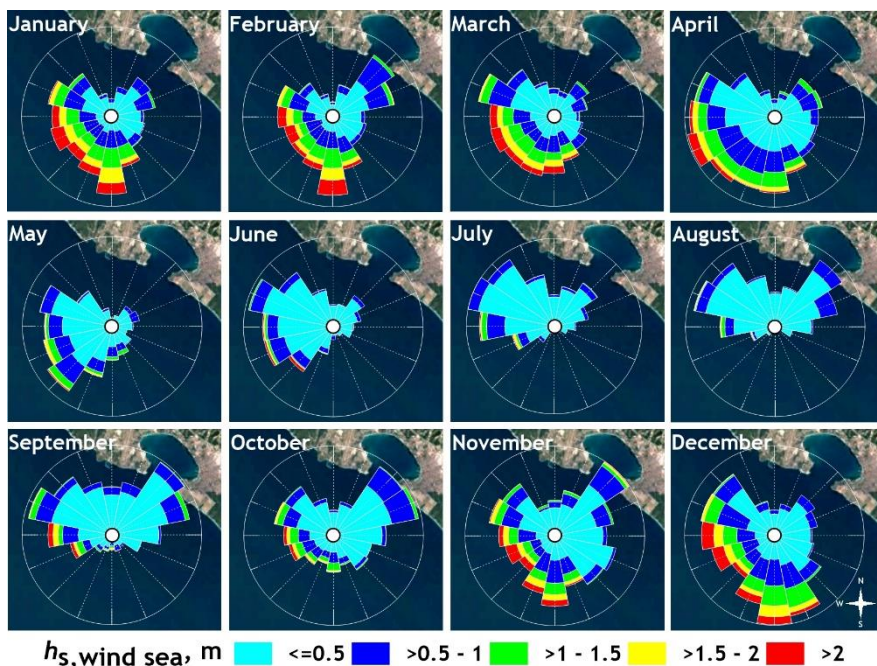 January February March April
May June July August
September October November December
N
W
S
hs,wind sea, m <=0.5 >0.5 - 1 >1 - 1.5 >1.5 - 2 >2